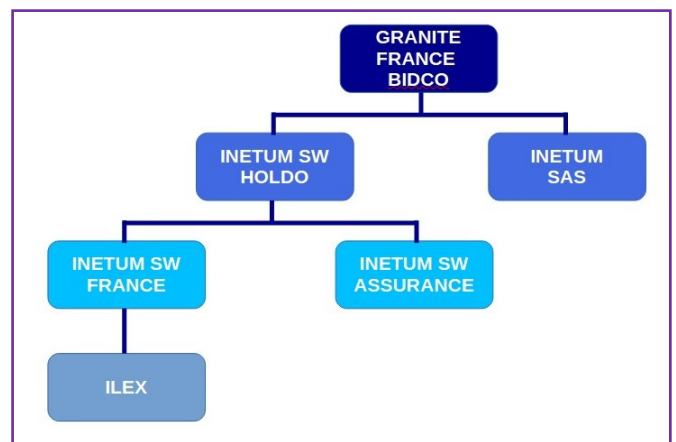 GRANITE
FRANCE
BIDCO
INETUM SW
HOLDO
INETUM
SAS
INETUM SW
FRANCE
INETUM SW
ASSURANCE
ILEX